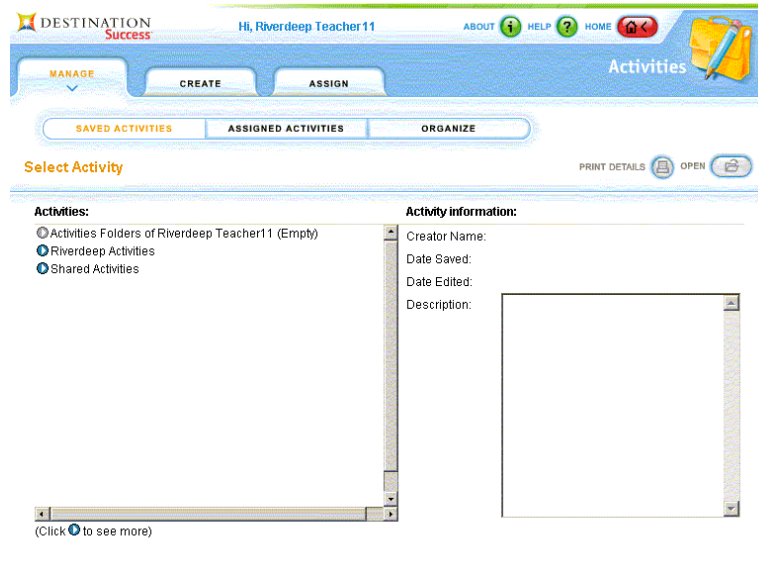 DESTINATION
Success
Hi, Riverdeep Teacher11
ABOUT i HELP ? HOME
MANAGE
CREATE
ASSIGN
Activities
SAVED ACTIVITIES
ASSIGNED ACTIVITIES
ORGANIZE
Select Activity
PRINT DETAILS
OPEN
Activities:
Activities Folders of Riverdeep Teacher11 (Empty)
Riverdeep Activities
Shared Activities
(Click to see more)
Activity information:
Creator Name:
Date Saved:
Date Edited:
Description: